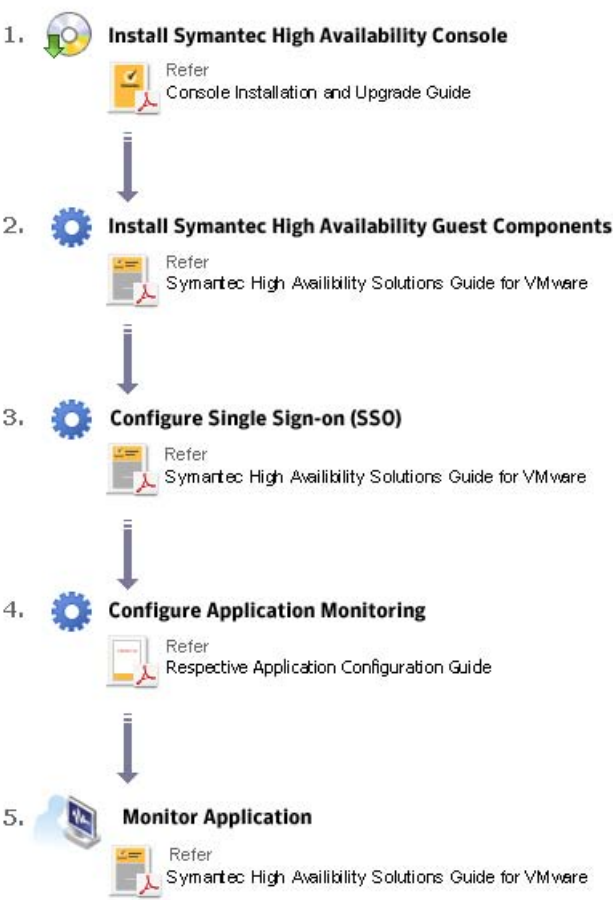 1. Install Symantec High Availability Console
Refer
Console Installation and Upgrade Guide
2. Install Symantec High Availability Guest Components
Refer
Symantec High Availibility Solutions Guide for VMware
3. Configure Single Sign-on (SSO)
Refer
Symantec High Availibility Solutions Guide for VMware
4. Configure Application Monitoring
Refer
Respective Application Configuration Guide
5. Monitor Application
Refer
Symantec High Availibility Solutions Guide for VMware